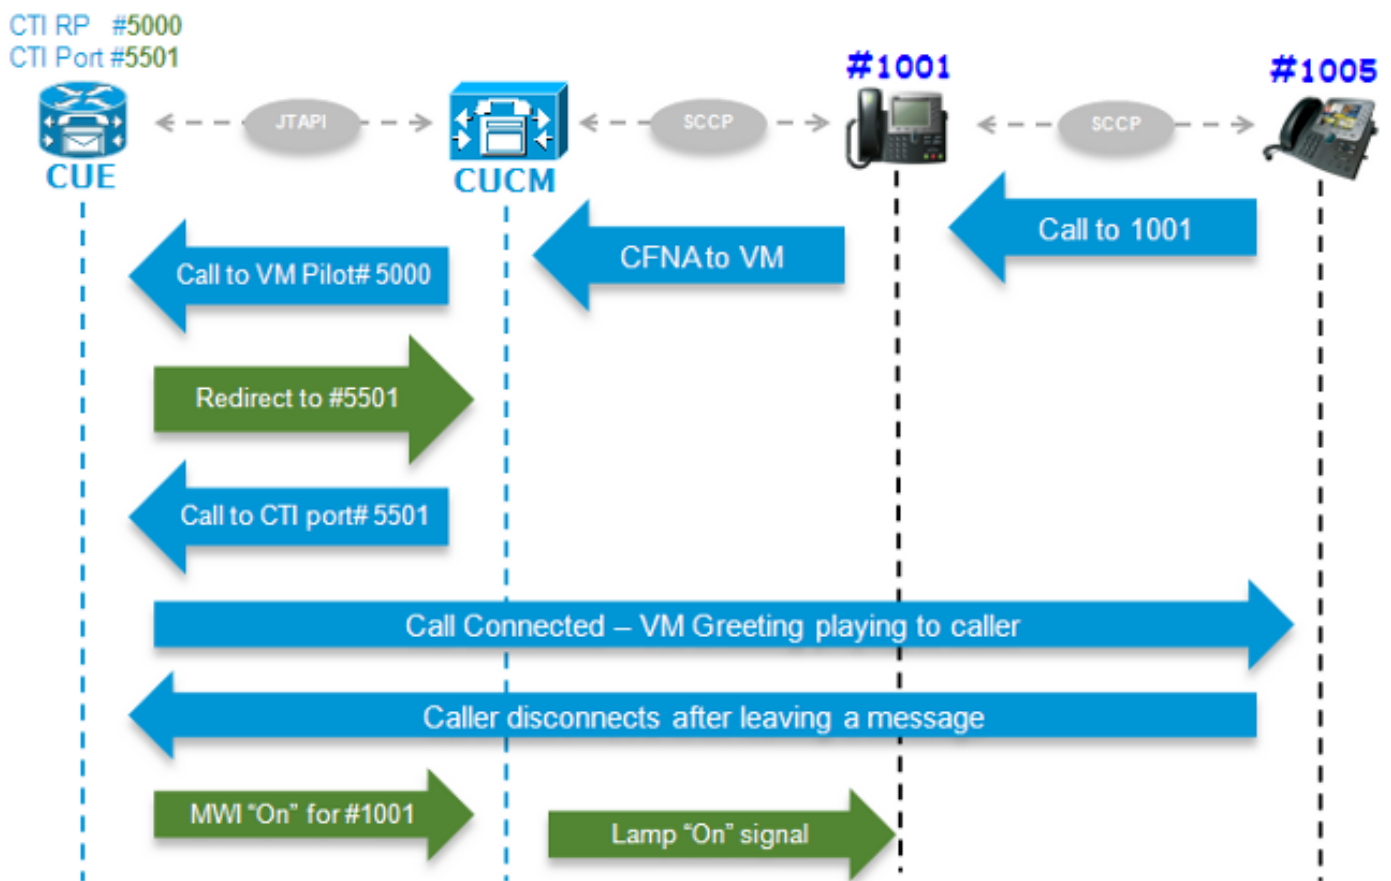 CTI RP #5000
CTI Port #5501
#1001
#1005
JTAPI
SCCP
SCCP
CUE
CUCM
Call to 1001
CFNA to VM
Call to VM Pilot# 5000
Redirect to #5501
Call to CTI port# 5501
Call Connected – VM Greeting playing to caller
Caller disconnects after leaving a message
MWI “On” for #1001
Lamp “On” signal